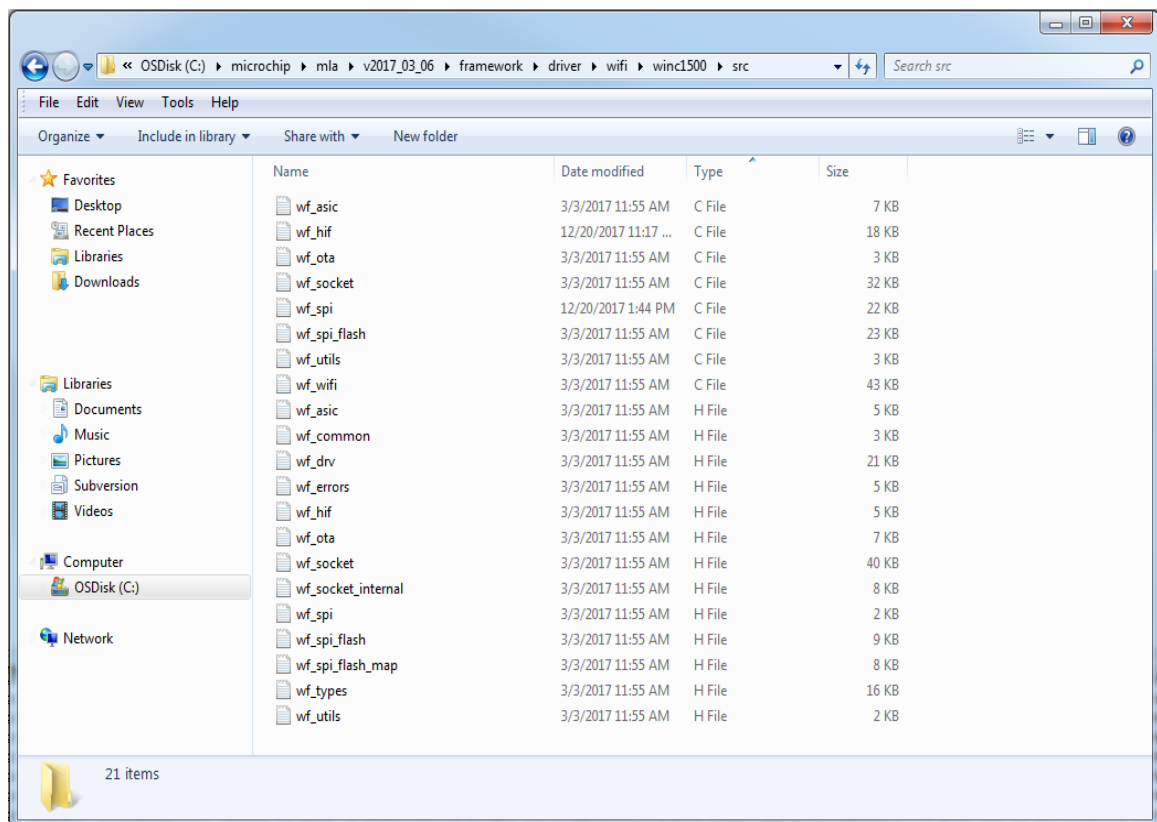 « OSDisk (C:) microchip mla v2017_03_06 framework driver wifi winc1500 src Search src
File Edit View Tools Help
Organize Include in library Share with New folder
Favorites
Desktop
Recent Places
Libraries
Downloads
Libraries
Documents
Music
Pictures
Subversion
Videos
Computer
OSDisk (C:)
Network
Name Date modified Type Size
wf_asic 3/3/2017 11:55 AM C File 7 KB
wf_hif 12/20/2017 11:17 ... C File 18 KB
wf_ota 3/3/2017 11:55 AM C File 3 KB
wf_socket 3/3/2017 11:55 AM C File 32 KB
wf_spi 12/20/2017 1:44 PM C File 22 KB
wf_spi_flash 3/3/2017 11:55 AM C File 23 KB
wf_utils 3/3/2017 11:55 AM C File 3 KB
wf_wifi 3/3/2017 11:55 AM C File 43 KB
wf_asic 3/3/2017 11:55 AM H File 5 KB
wf_common 3/3/2017 11:55 AM H File 3 KB
wf_drv 3/3/2017 11:55 AM H File 21 KB
wf_errors 3/3/2017 11:55 AM H File 5 KB
wf_hif 3/3/2017 11:55 AM H File 5 KB
wf_ota 3/3/2017 11:55 AM H File 7 KB
wf_socket 3/3/2017 11:55 AM H File 40 KB
wf_socket_internal 3/3/2017 11:55 AM H File 8 KB
wf_spi 3/3/2017 11:55 AM H File 2 KB
wf_spi_flash 3/3/2017 11:55 AM H File 9 KB
wf_spi_flash_map 3/3/2017 11:55 AM H File 8 KB
wf_types 3/3/2017 11:55 AM H File 16 KB
wf_utils 3/3/2017 11:55 AM H File 2 KB
21 items